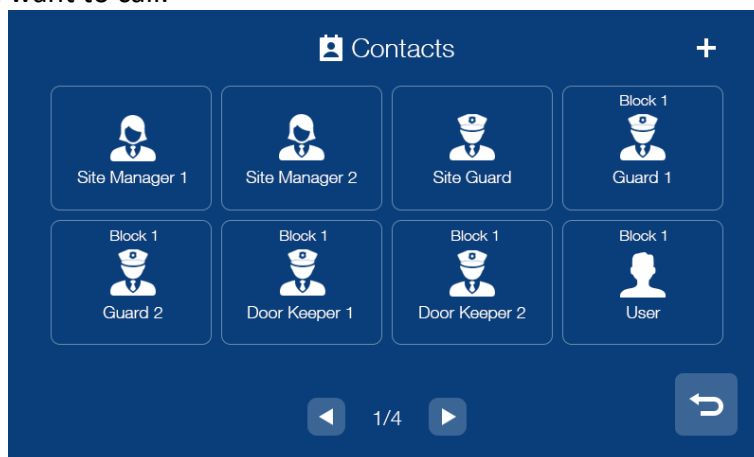 Contacts
+
Site Manager 1
Site Manager 2
Site Guard
Block 1
Guard 1
Block 1
Guard 2
Block 1
Door Keeper 1
Block 1
Door Keeper 2
Block 1
User
1/4